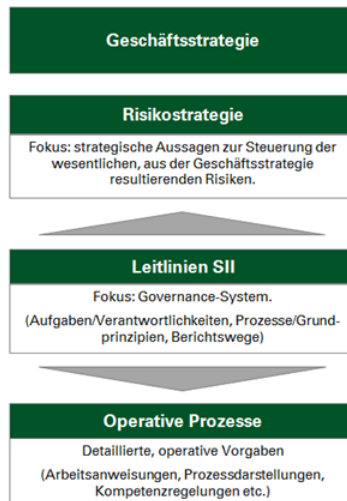 Geschäftsstrategie
Risikostrategie
Fokus: strategische Aussagen zur Steuerung der
wesentlichen, aus der Geschäftsstrategie
resultierenden Risiken.
Leitlinien SII
Fokus: Governance-System.
(Aufgaben/Verantwortlichkeiten, Prozesse/Grund-
prinzipien, Berichtswege)
Operative Prozesse
Detaillierte, operative Vorgaben
(Arbeitsanweisungen, Prozessdarstellungen,
Kompetenzregelungen etc.)